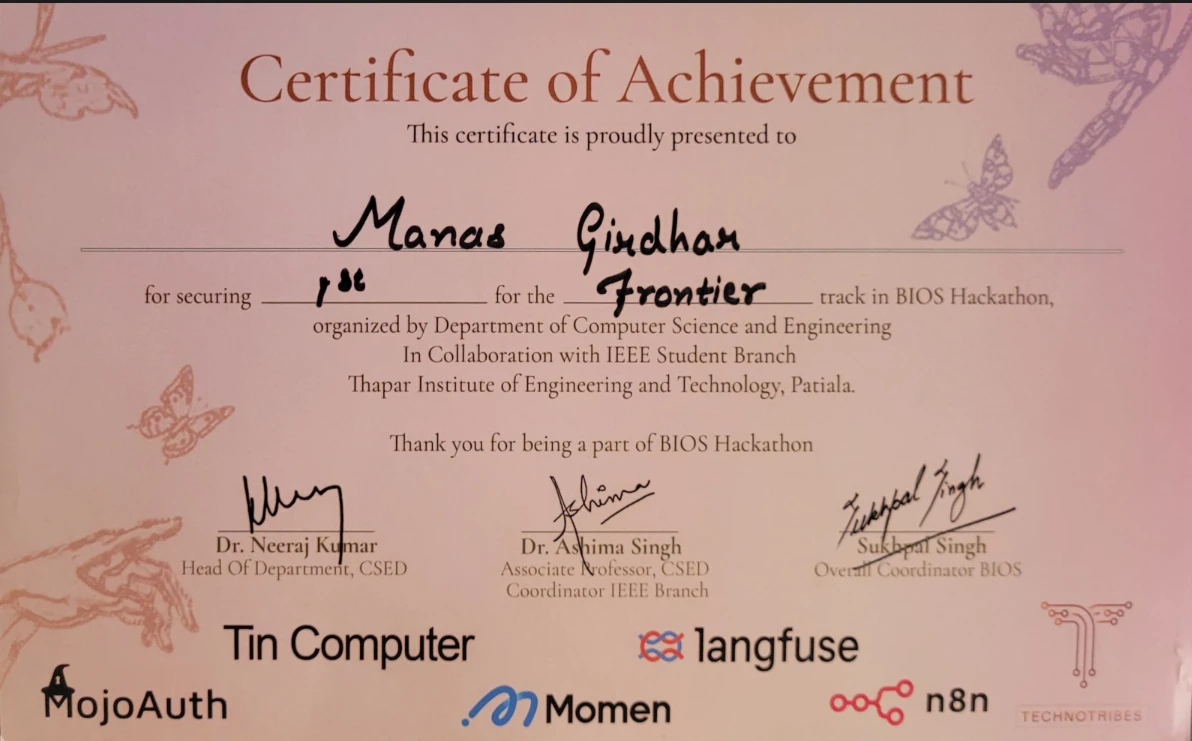 Certificate of Achievement
This certificate is proudly presented to
Manas Girdhar
for securing 1st for the Frontier track in BIOS Hackathon,
organized by Department of Computer Science and Engineering
In Collaboration with IEEE Student Branch
Thapar Institute of Engineering and Technology, Patiala.
Thank you for being a part of BIOS Hackathon
Ashima
Sukhpal Singh
Dr. Neeraj Kumar
Dr. Ashima Singh
Sukhpal Singh
Head Of Department, CSED
Associate Professor, CSED
Overall Coordinator BIOS
Coordinator IEEE Branch
Tin Computer
langfuse
MojoAuth
Momen
n8n
TECHNOTRIBES